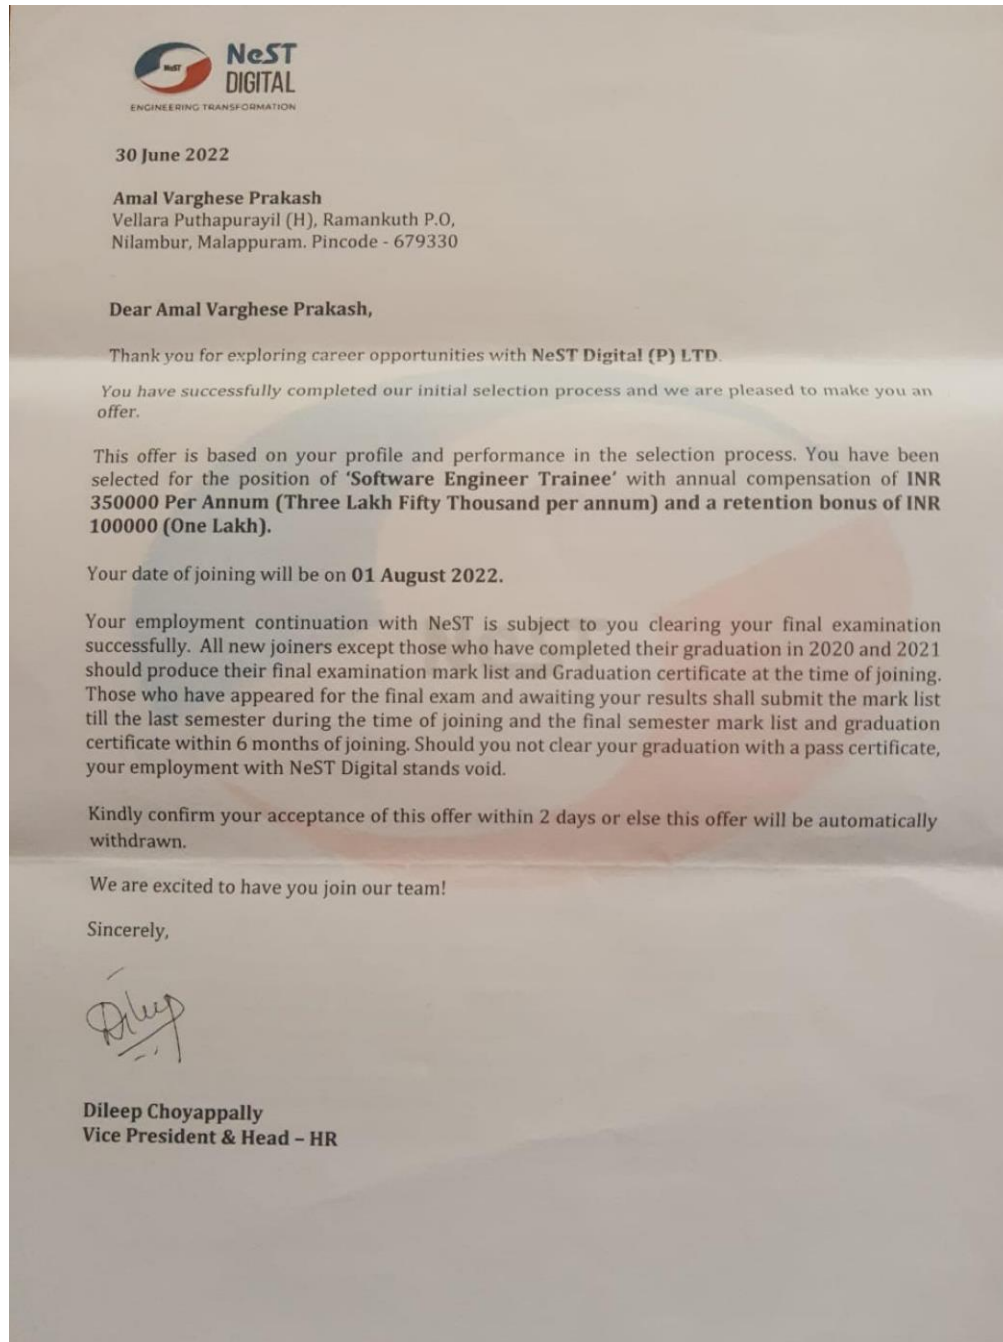 NeST
NeST
DIGITAL
ENGINEERING TRANSFORMATION
30 June 2022
Amal Varghese Prakash
Vellara Puthapurayil (H), Ramankuth P.O,
Nilambur, Malappuram. Pincode - 679330
Dear Amal Varghese Prakash,
Thank you for exploring career opportunities with NeST Digital (P) LTD.
You have successfully completed our initial selection process and we are pleased to make you an
offer.
This offer is based on your profile and performance in the selection process. You have been
selected for the position of ‘Software Engineer Trainee’ with annual compensation of INR
350000 Per Annum (Three Lakh Fifty Thousand per annum) and a retention bonus of INR
100000 (One Lakh).
Your date of joining will be on 01 August 2022.
Your employment continuation with NeST is subject to you clearing your final examination
successfully. All new joiners except those who have completed their graduation in 2020 and 2021
should produce their final examination mark list and Graduation certificate at the time of joining.
Those who have appeared for the final exam and awaiting your results shall submit the mark list
till the last semester during the time of joining and the final semester mark list and graduation
certificate within 6 months of joining. Should you not clear your graduation with a pass certificate,
your employment with NeST Digital stands void.
Kindly confirm your acceptance of this offer within 2 days or else this offer will be automatically
withdrawn.
We are excited to have you join our team!
Sincerely,
Dileep
Dileep Choyappally
Vice President & Head – HR